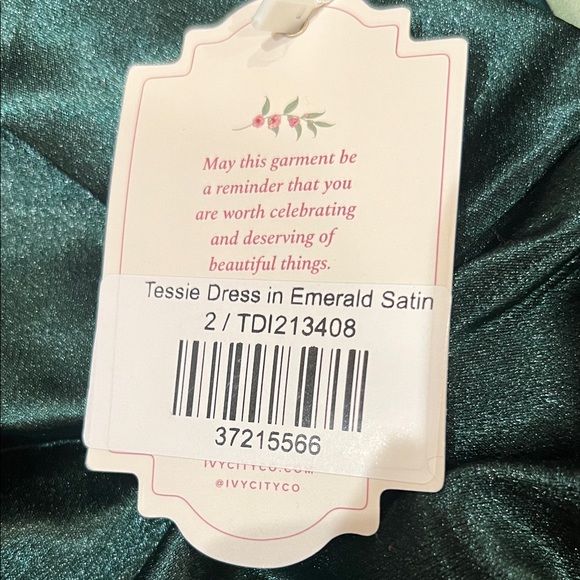 May this garment be
a reminder that you
are worth celebrating
and deserving of
beautiful things.
Tessie Dress in Emerald Satin
2 / TDI213408
37215566
IVYCITYCO.COM
@IVYCITYCO